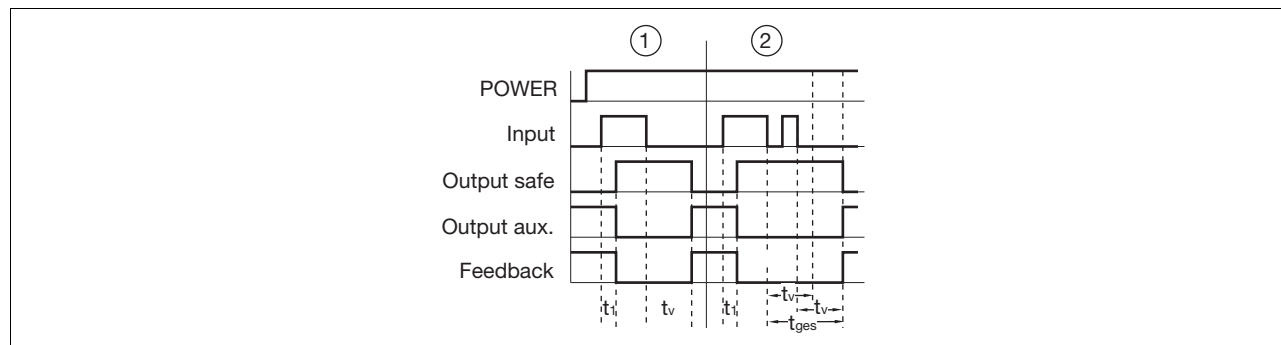 1 2
POWER
Input
Output safe
Output aux.
Feedback
t1 tv t1 tv tv
tges